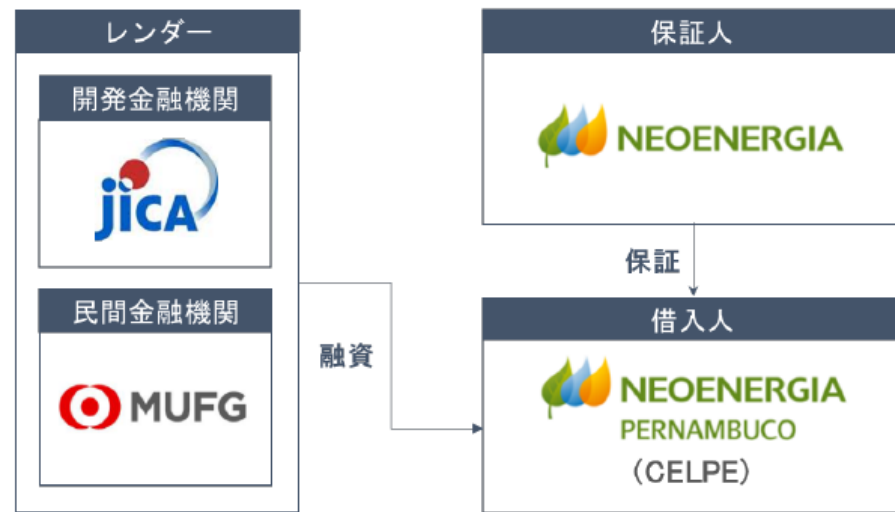 レンダー
開発金融機関
jiCA
民間金融機関
MUFG
融資
保証人
NEOENERGIA
保証
借入人
NEOENERGIA
PERNAMBUCO
（CELPE）